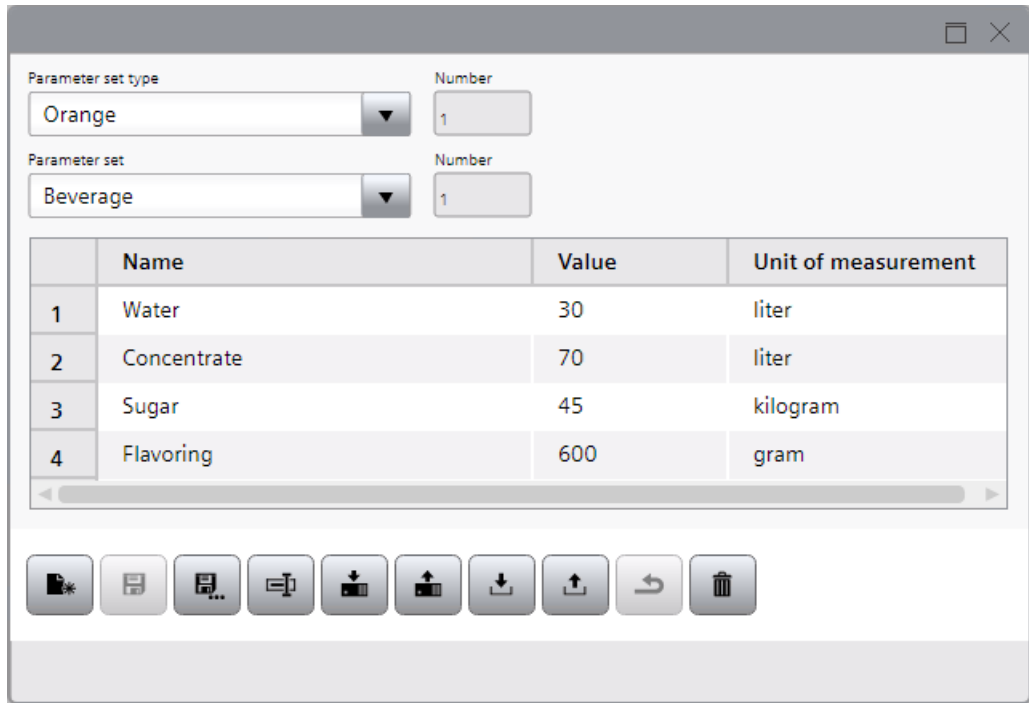 Parameter set type Number
Orange 1
Parameter set Number
Beverage 1
Name Value Unit of measurement
1 Water 30 liter
2 Concentrate 70 liter
3 Sugar 45 kilogram
4 Flavoring 600 gram